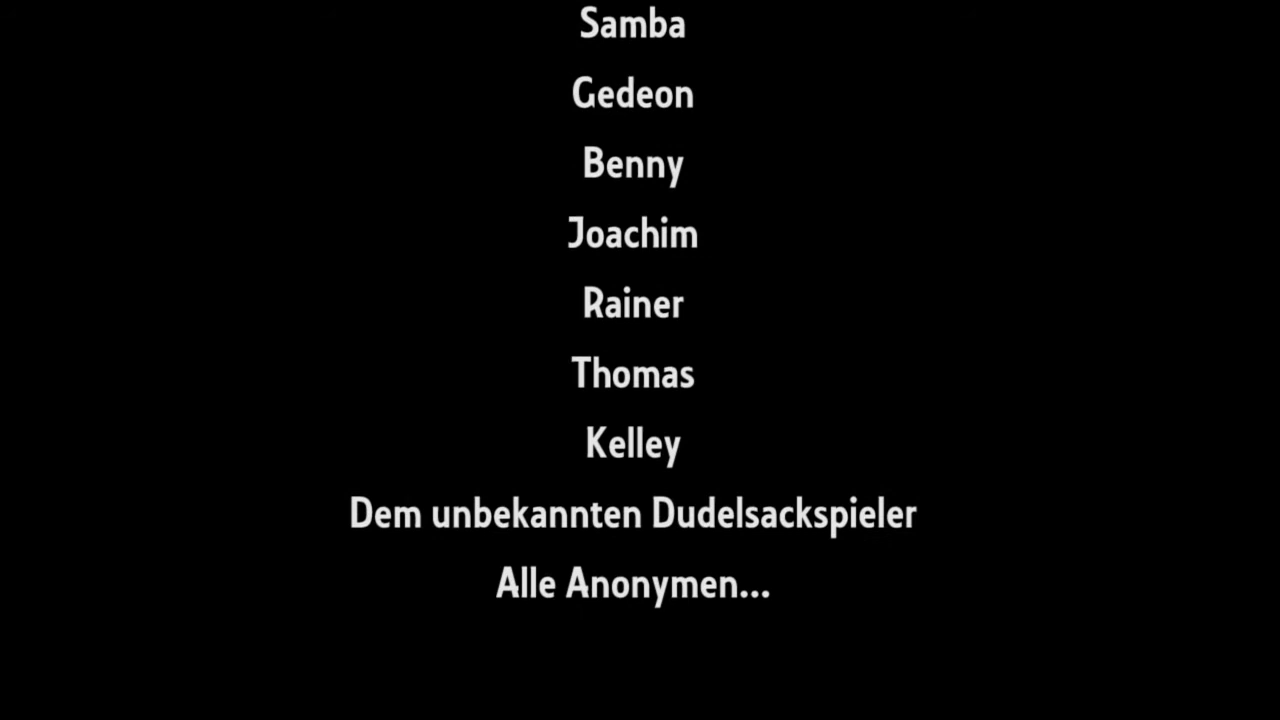 Samba
Gedeon
Benny
Joachim
Rainer
Thomas
Kelley
Dem unbekannten Dudelsackspieler
Alle Anonymen...